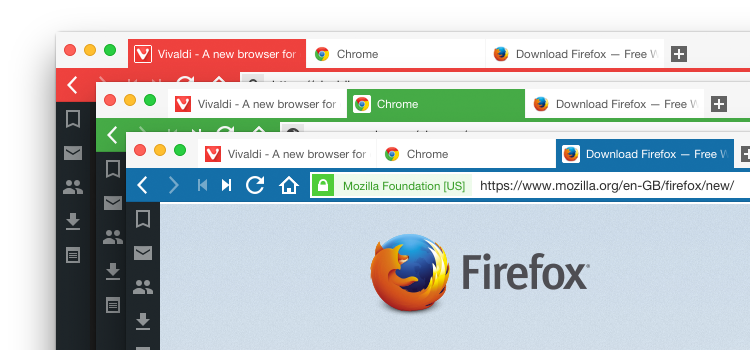 Vivaldi - A new browser for
Chrome
Download Firefox — Free
Vivaldi - A new browser for
Chrome
Download Firefox — Free
Vivaldi - A new browser for
Chrome
Download Firefox — Free
Mozilla Foundation [US]
https://www.mozilla.org/en-GB/firefox/new/
Firefox